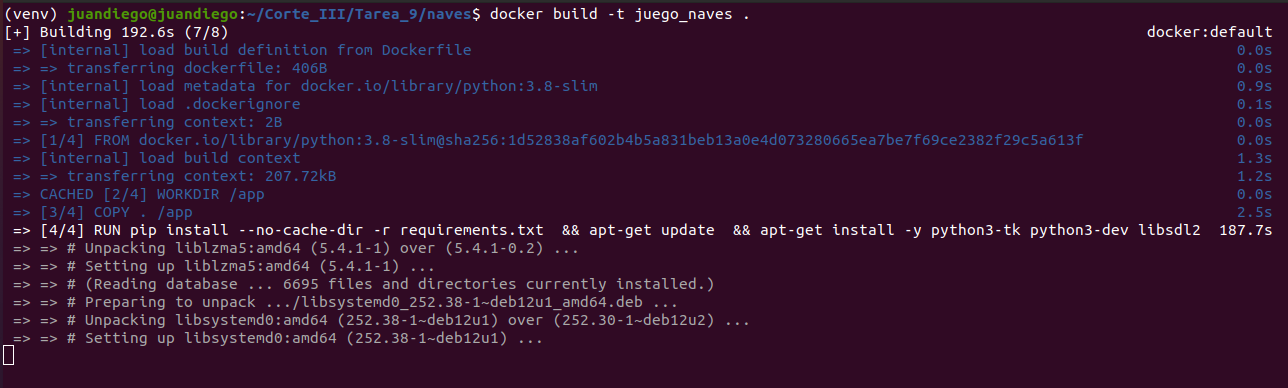 (venv) juandiego@juandiego:~/Corte_III/Tarea_9/naves$ docker build -t juego_naves .
[+] Building 192.6s (7/8) docker:default
=> [internal] load build definition from Dockerfile 0.0s
=> => transferring dockerfile: 406B 0.0s
=> [internal] load metadata for docker.io/library/python:3.8-slim 0.9s
=> [internal] load .dockerignore 0.1s
=> => transferring context: 2B 0.0s
=> [1/4] FROM docker.io/library/python:3.8-slim@sha256:1d52838af602b4b5a831beb13a0e4d073280665ea7be7f69ce2382f29c5a613f 0.0s
=> [internal] load build context 1.3s
=> => transferring context: 207.72kB 1.2s
=> CACHED [2/4] WORKDIR /app 0.0s
=> [3/4] COPY . /app 2.5s
=> [4/4] RUN pip install --no-cache-dir -r requirements.txt && apt-get update && apt-get install -y python3-tk python3-dev libsdl2 187.7s
=> => # Unpacking liblzma5:amd64 (5.4.1-1) over (5.4.1-0.2) ...
=> => # Setting up liblzma5:amd64 (5.4.1-1) ...
=> => # (Reading database ... 6695 files and directories currently installed.)
=> => # Preparing to unpack .../libsystemd0_252.38-1~deb12u1_amd64.deb ...
=> => # Unpacking libsystemd0:amd64 (252.38-1~deb12u1) over (252.30-1~deb12u2) ...
=> => # Setting up libsystemd0:amd64 (252.38-1~deb12u1) ...